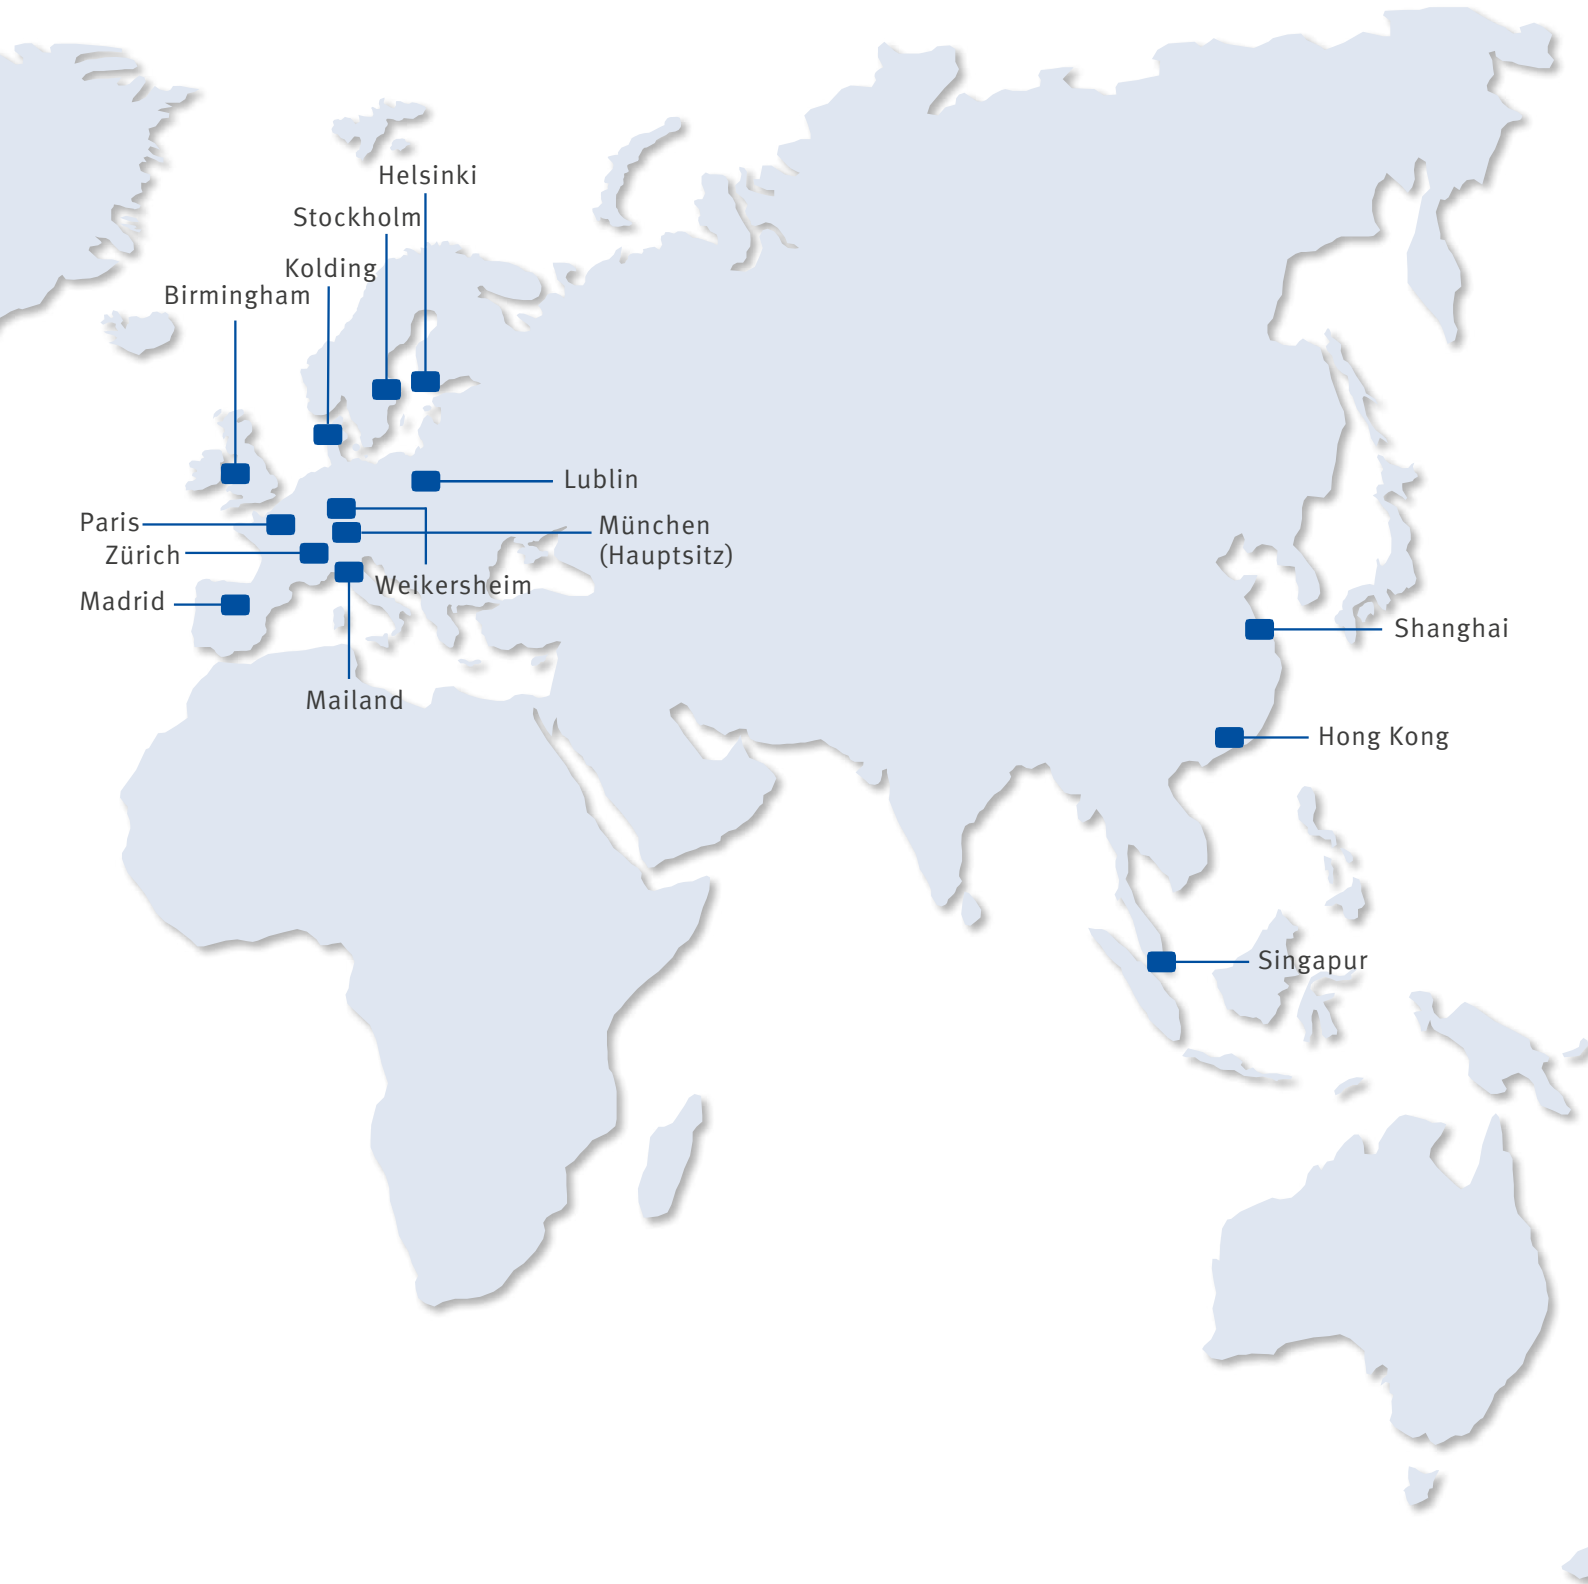 Helsinki
Stockholm
Kolding
Birmingham
Lublin
Paris
München
(Hauptsitz)
Zürich
Weikersheim
Madrid
Shanghai
Mailand
Hong Kong
Singapur